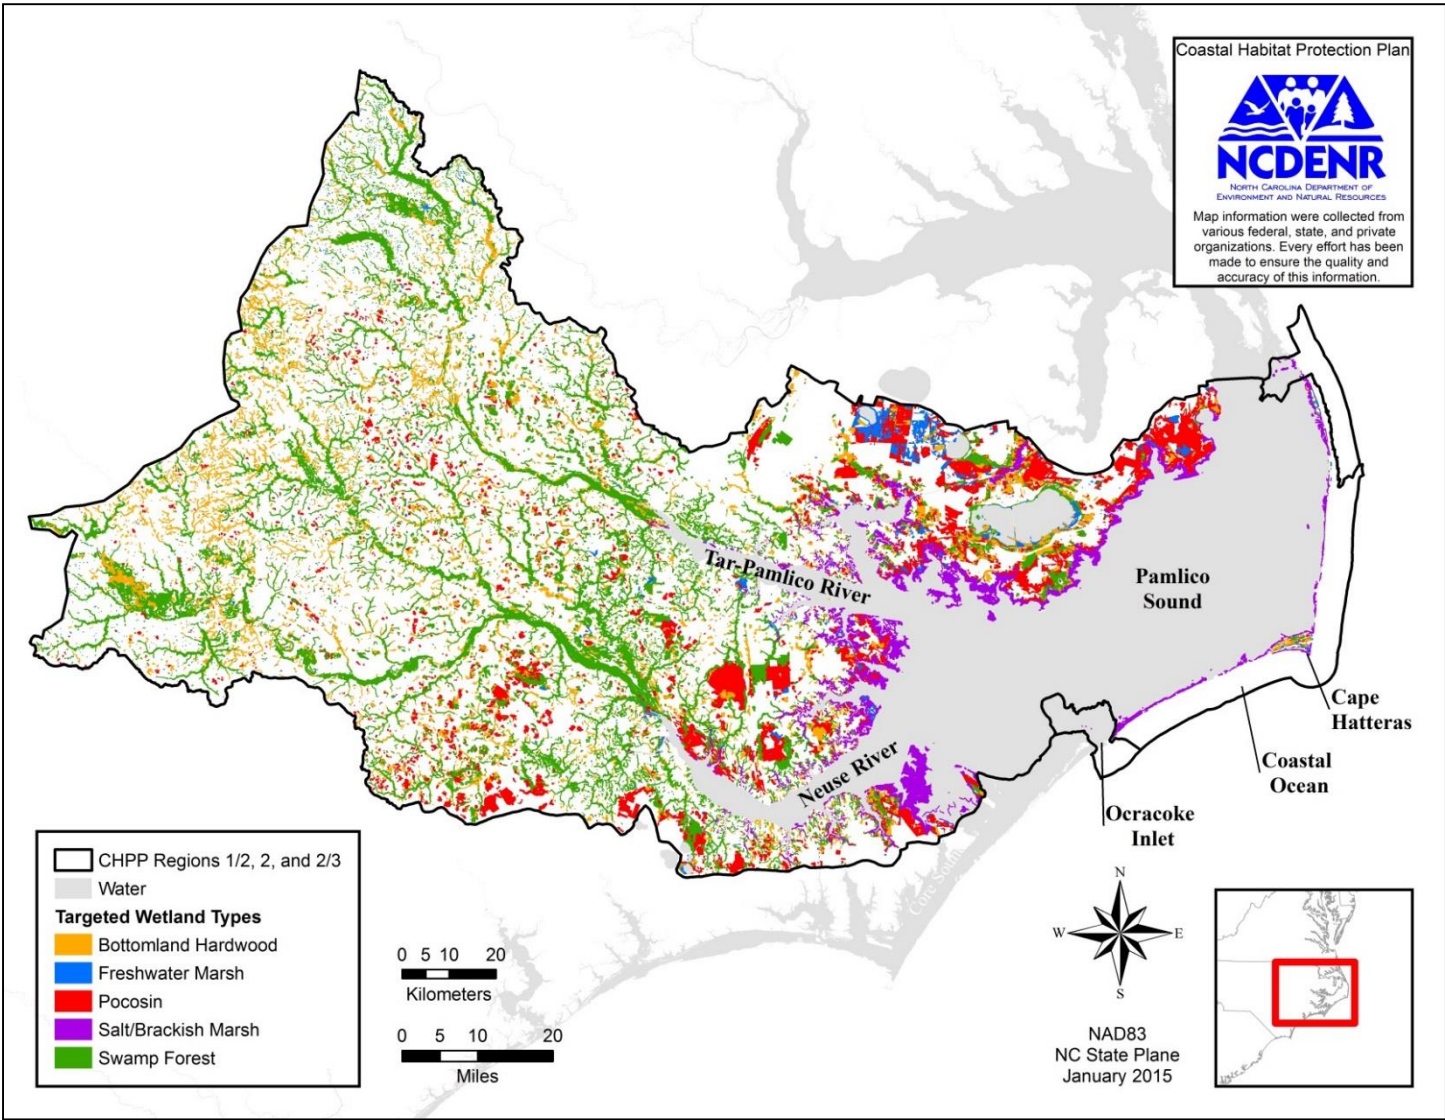 Coastal Habitat Protection Plan
NCDENR
NORTH CAROLINA DEPARTMENT OF
ENVIRONMENT AND NATURAL RESOURCES
Map information were collected from
various federal, state, and private
organizations. Every effort has been
made to ensure the quality and
accuracy of this information.
Tar-Pamlico River
Pamlico
Sound
Neuse River
Cape
Hatteras
Coastal
Ocean
Ocracoke
Inlet
Core Sound
CHPP Regions 1/2, 2, and 2/3
Water
Targeted Wetland Types
Bottomland Hardwood
Freshwater Marsh
Pocosin
Salt/Brackish Marsh
Swamp Forest
0 5 10 20
Kilometers
0 5 10 20
Miles
N
W E
S
NAD83
NC State Plane
January 2015